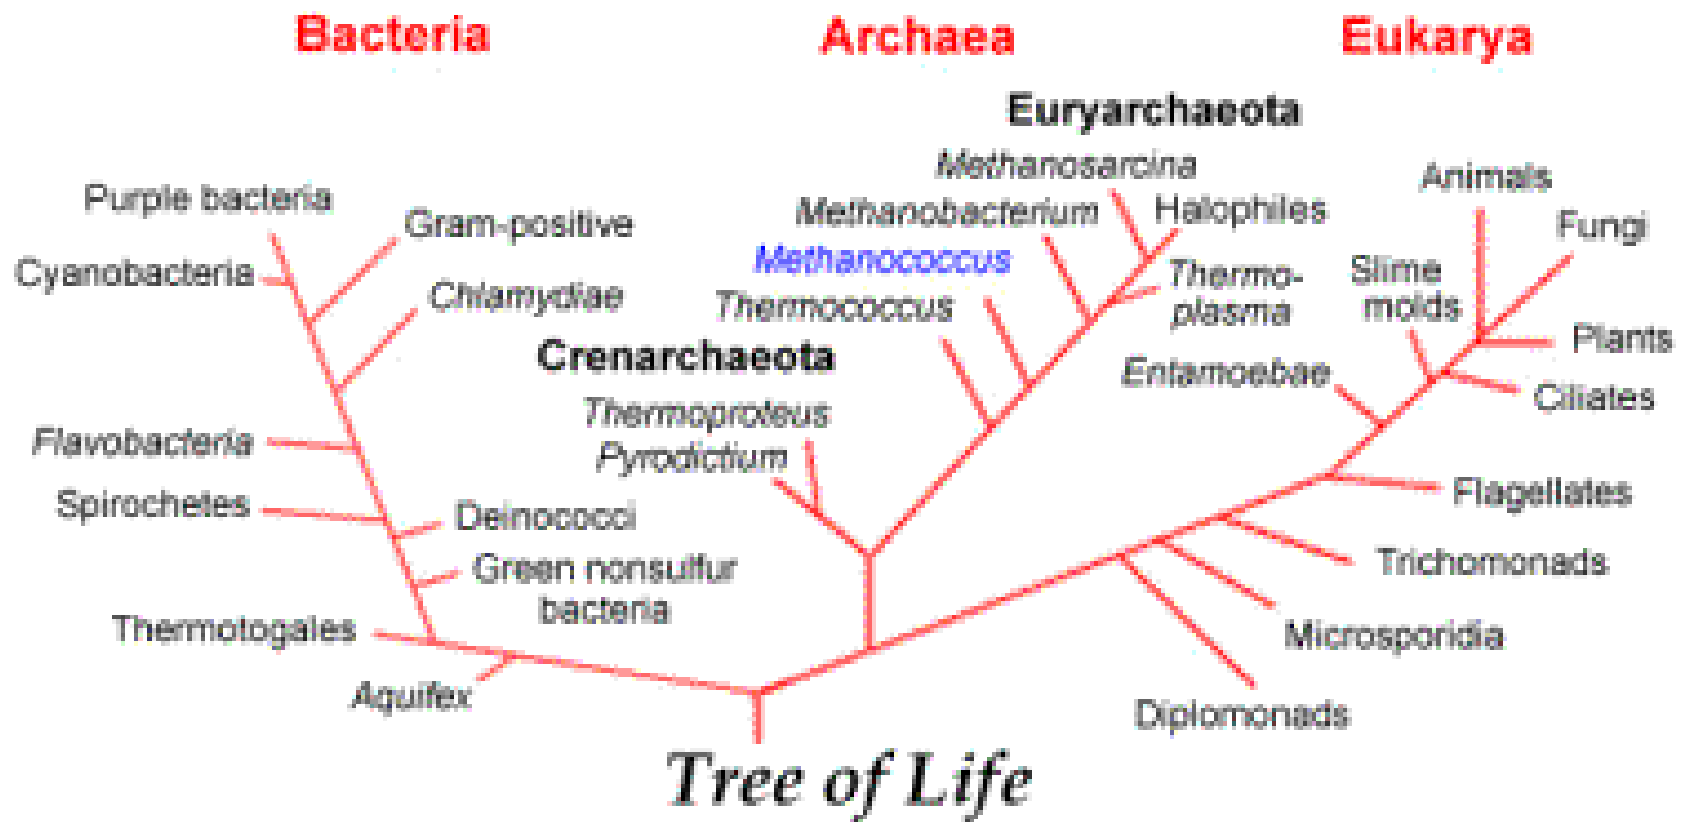 Bacteria
Archaea
Eukarya
Euryarchaeota
Methanosarcina
Animals
Purple bacteria
Gram-positive
Methanobacterium
Halophiles
Fungi
Cyanobacteria
Methanococcus
Slime
molds
Chlamydiae
Thermo-
plasma
Thermococcus
Crenarchaeota
Plants
Entamoebae
Ciliates
Thermoproteus
Flavobacteria
Pyrodictium
Spirochetes
Deinococci
Flagellates
Green nonsulfur
bacteria
Trichomonads
Thermotogales
Microsporidia
Aquifex
Diplomonads
Tree of Life